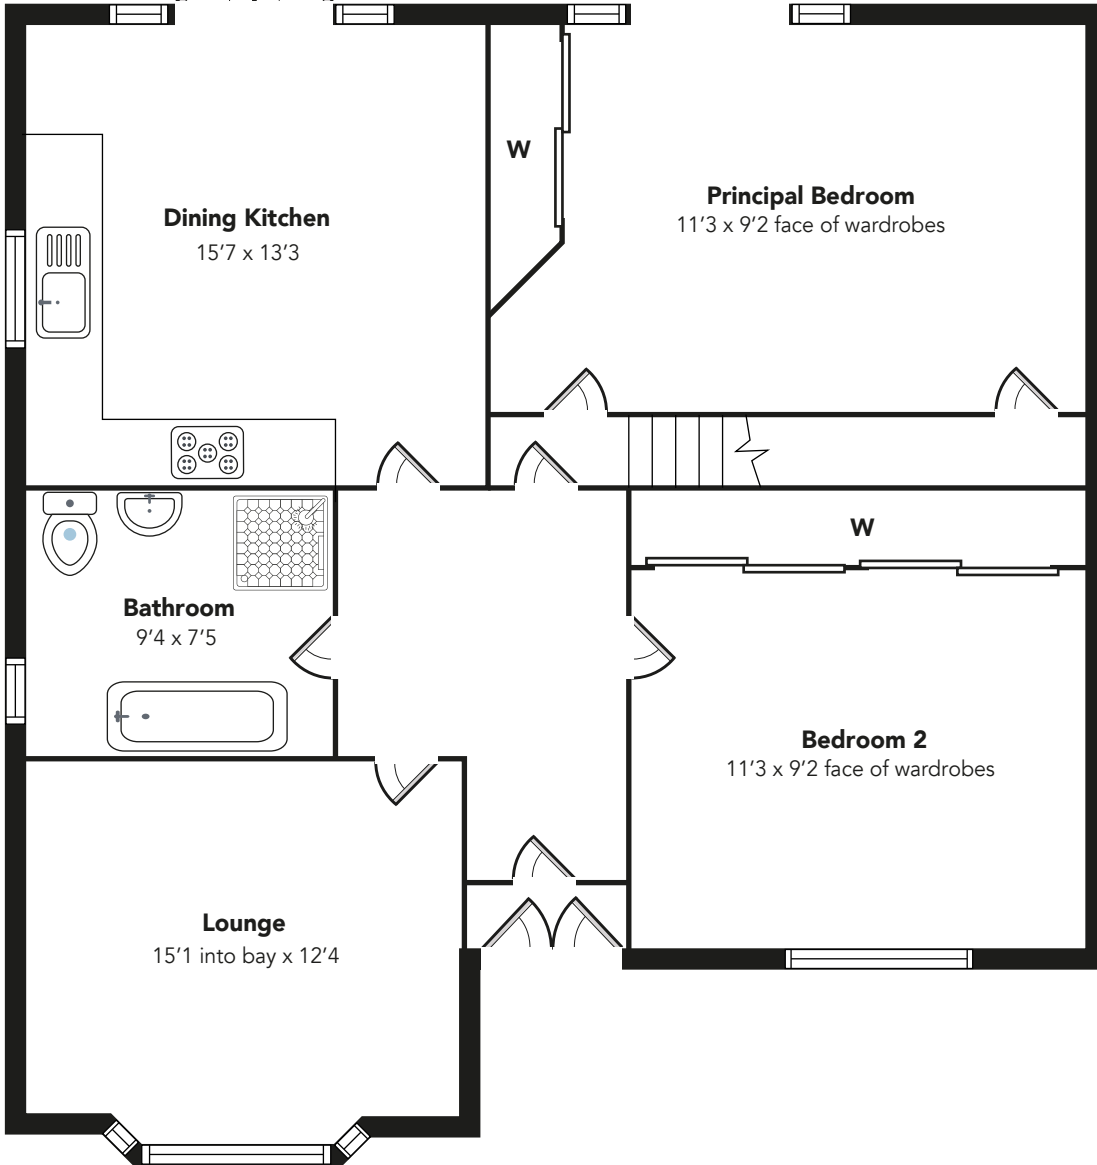 W
Dining Kitchen
15’7 x 13’3
Principal Bedroom
11’3 x 9’2 face of wardrobes
W
Bathroom
9’4 x 7’5
Bedroom 2
11’3 x 9’2 face of wardrobes
Lounge
15’1 into bay x 12’4